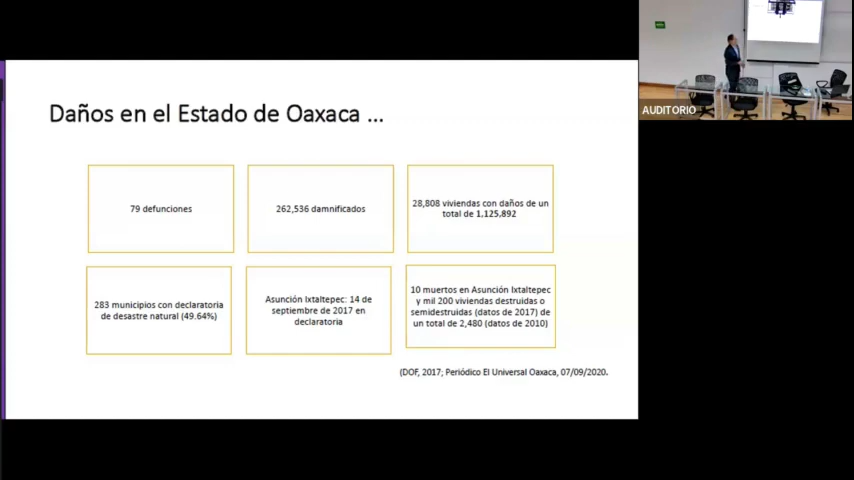 AUDITORIO
Daños en el Estado de Oaxaca ...
79 defunciones
262,536 damnificados
28,808 viviendas con daños de un
total de 1,125,892
283 municipios con declaratoria
de desastre natural (49.64%)
Asunción Ixtaltepec: 14 de
septiembre de 2017 en
declaratoria
10 muertos en Asunción Ixtaltepec
y mil 200 viviendas destruidas o
semidestruidas (datos de 2017) de
un total de 2,480 (datos de 2010)
(DOF, 2017; Periódico El Universal Oaxaca, 07/09/2020.